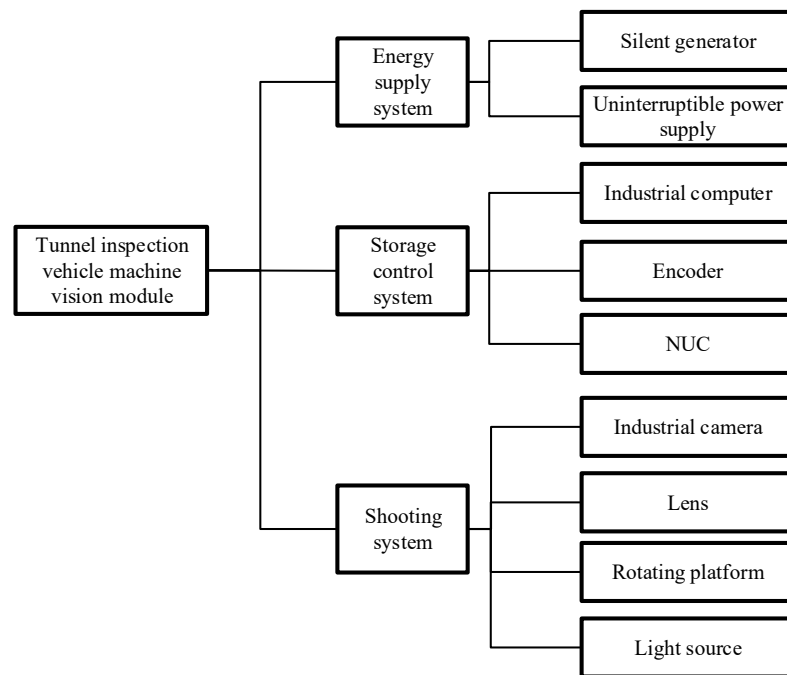 Tunnel inspection
vehicle machine
vision module
Energy
supply
system
Silent generator
Uninterruptible power
supply
Storage
control
system
Industrial computer
Encoder
NUC
Shooting
system
Industrial camera
Lens
Rotating platform
Light source